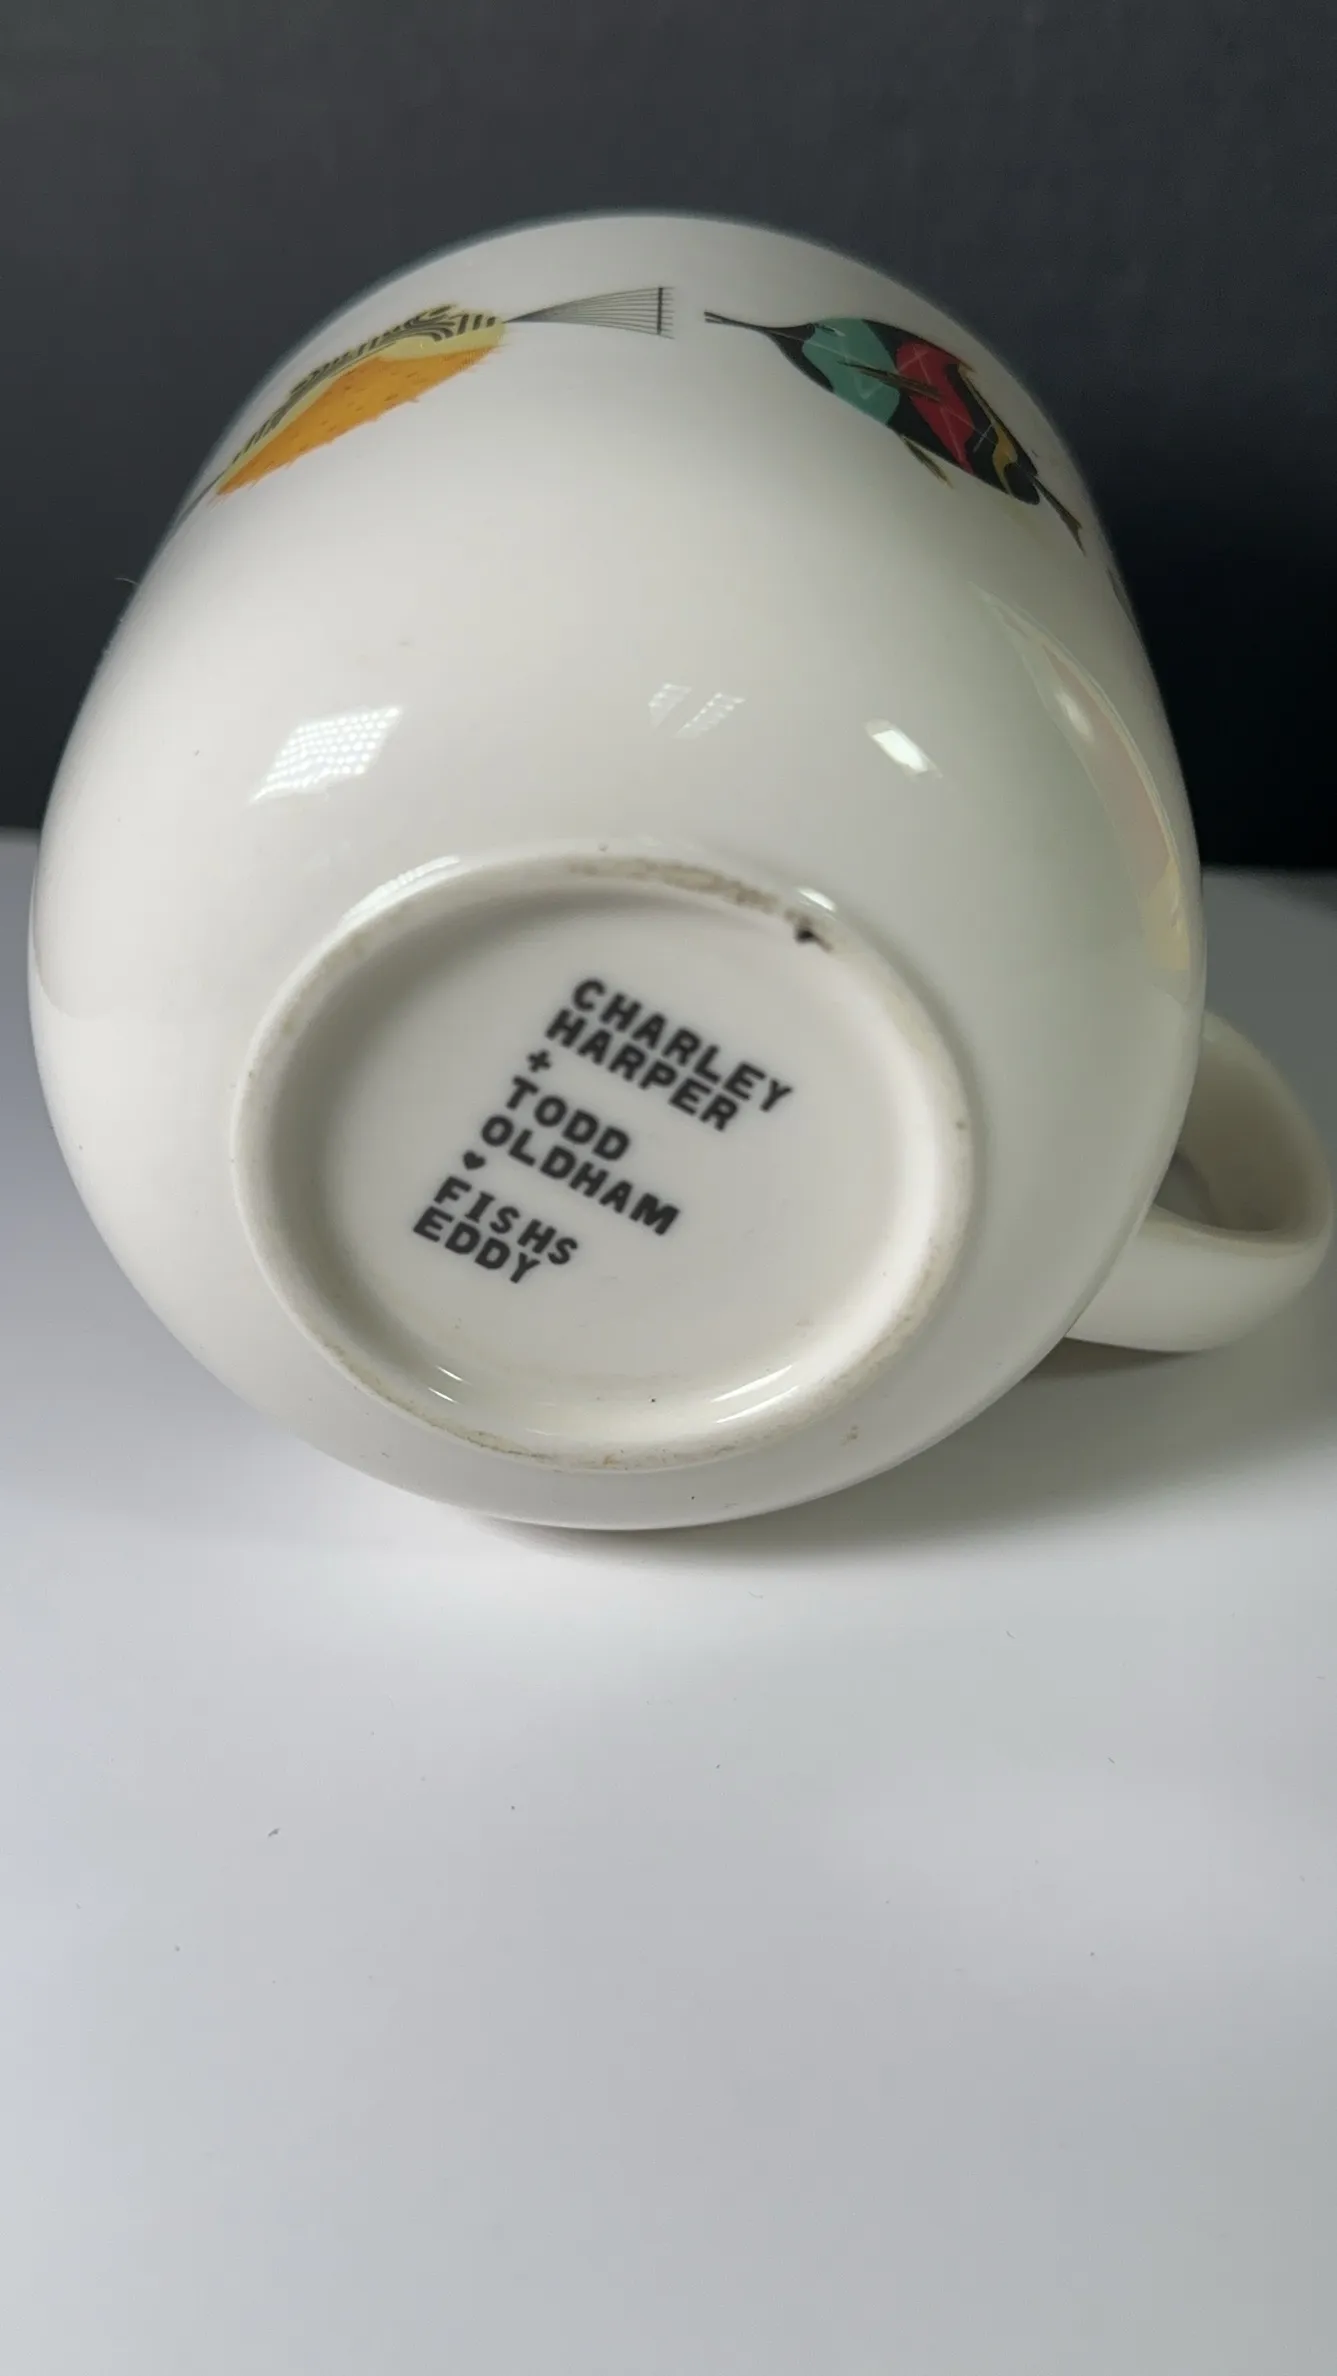 CHARLEY
HARPER
+
TODD
OLDHAM
♥
FISHS
EDDY